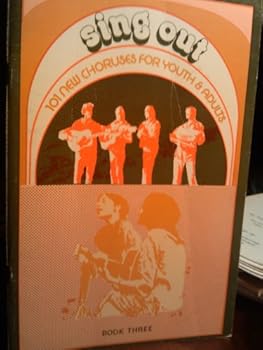 sing out
101 NEW CHORUSES FOR YOUTH & ADULTS
BOOK THREE